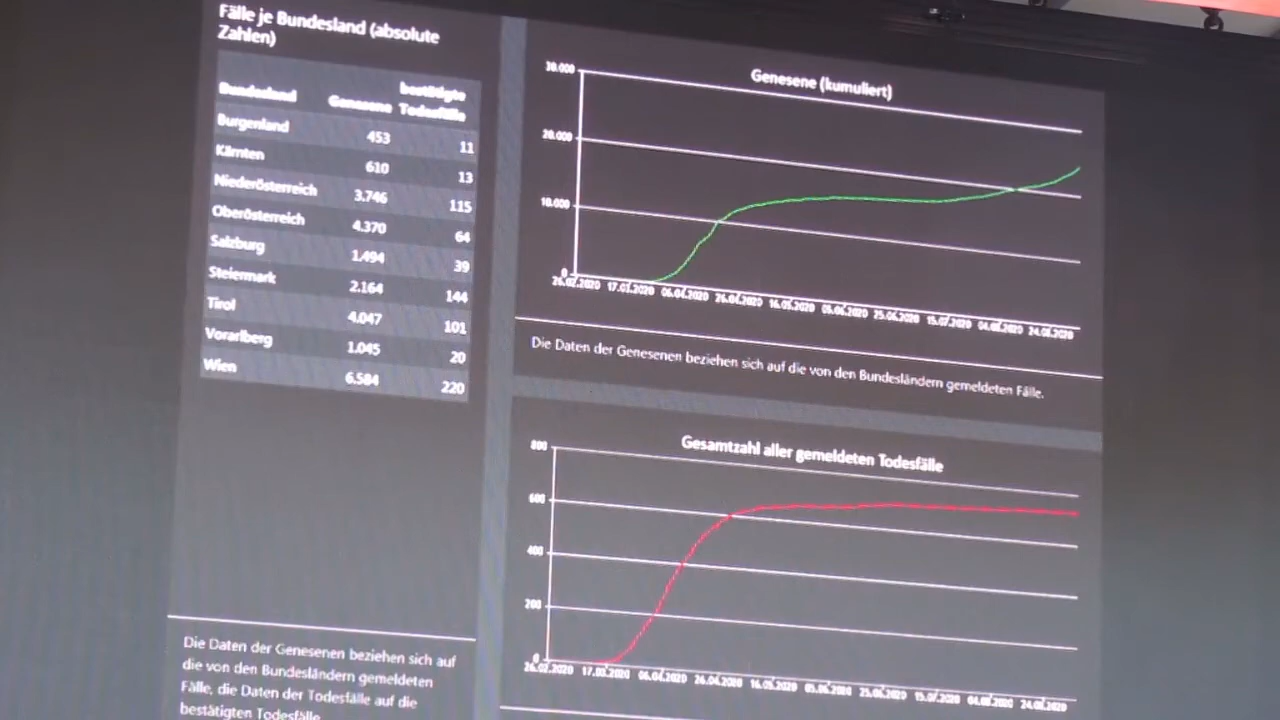 Fälle je Bundesland (absolute
Zahlen)
Bundesland Genesene bestätigte Todesfälle
Burgenland 453 11
Kärnten 610 13
Niederösterreich 3.746 115
Oberösterreich 4.370 64
Salzburg 1.494 39
Steiermark 2.164 144
Tirol 4.047 101
Vorarlberg 1.045 20
Wien 6.584 220
Die Daten der Genesenen beziehen sich auf
die von den Bundesländern gemeldeten
Fälle, die Daten der Todesfälle auf die
bestätigten Todesfälle
Genesene (kumuliert)
30.000
20.000
10.000
0
26.02.2020 17.03.2020 06.04.2020 26.04.2020 16.05.2020 05.06.2020 25.06.2020 15.07.2020 04.08.2020 24.08.2020
Die Daten der Genesenen beziehen sich auf die von den Bundesländern gemeldeten Fälle.
Gesamtzahl aller gemeldeten Todesfälle
800
600
400
200
0
26.02.2020 17.03.2020 06.04.2020 26.04.2020 16.05.2020 05.06.2020 25.06.2020 15.07.2020 04.08.2020 24.08.2020